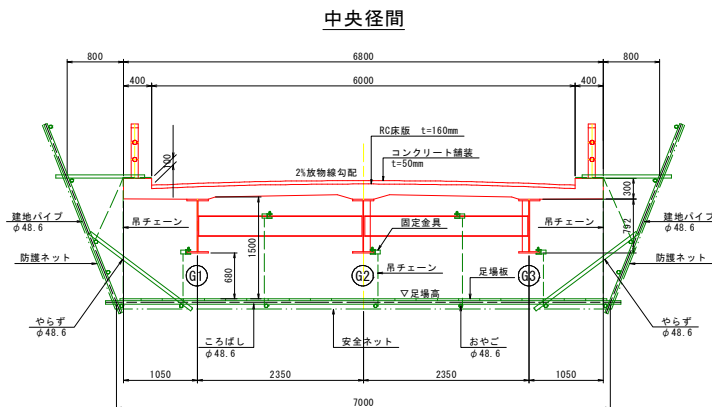 中央径間
800
6800
800
400
6000
400
RC床版 t=160mm
コンクリート舗装
t=50mm
2%放物線勾配
300
建地パイプ
φ48.6
吊チェーン
固定金具
吊チェーン
建地パイプ
φ48.6
792
1500
防護ネット
680
G1
G2
吊チェーン
G3
防護ネット
足場板
▽足場高
やらず
φ48.6
ころばし
φ48.6
安全ネット
おやご
φ48.6
やらず
φ48.6
1050
2350
2350
1050
7000